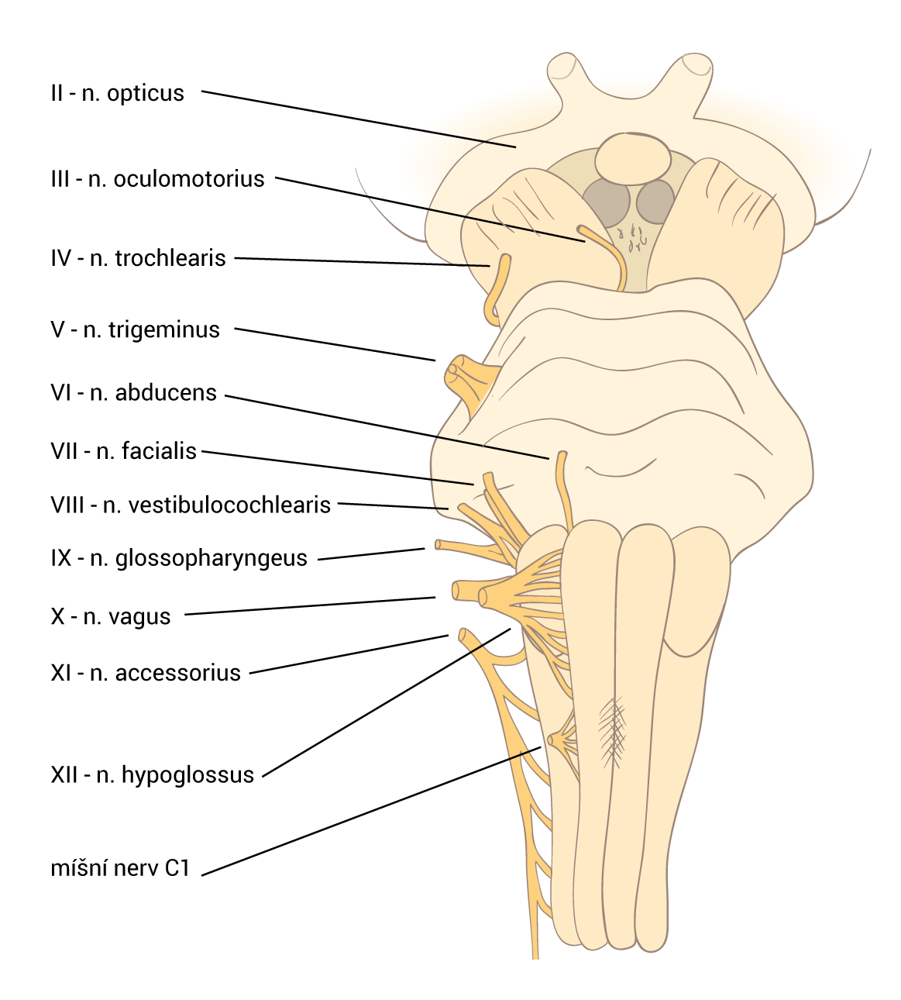 II - n. opticus
III - n. oculomotorius
IV - n. trochlearis
V - n. trigeminus
VI - n. abducens
VII - n. facialis
VIII - n. vestibulocochlearis
IX - n. glossopharyngeus
X - n. vagus
XI - n. accessorius
XII - n. hypoglossus
míšní nerv C1